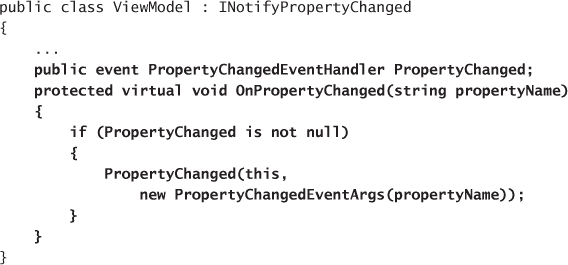 public class ViewModel : INotifyPropertyChanged
{
    ...
    public event PropertyChangedEventHandler PropertyChanged;
    protected virtual void OnPropertyChanged(string propertyName)
    {
        if (PropertyChanged is not null)
        {
            PropertyChanged(this,
                new PropertyChangedEventArgs(propertyName));
        }
    }
}